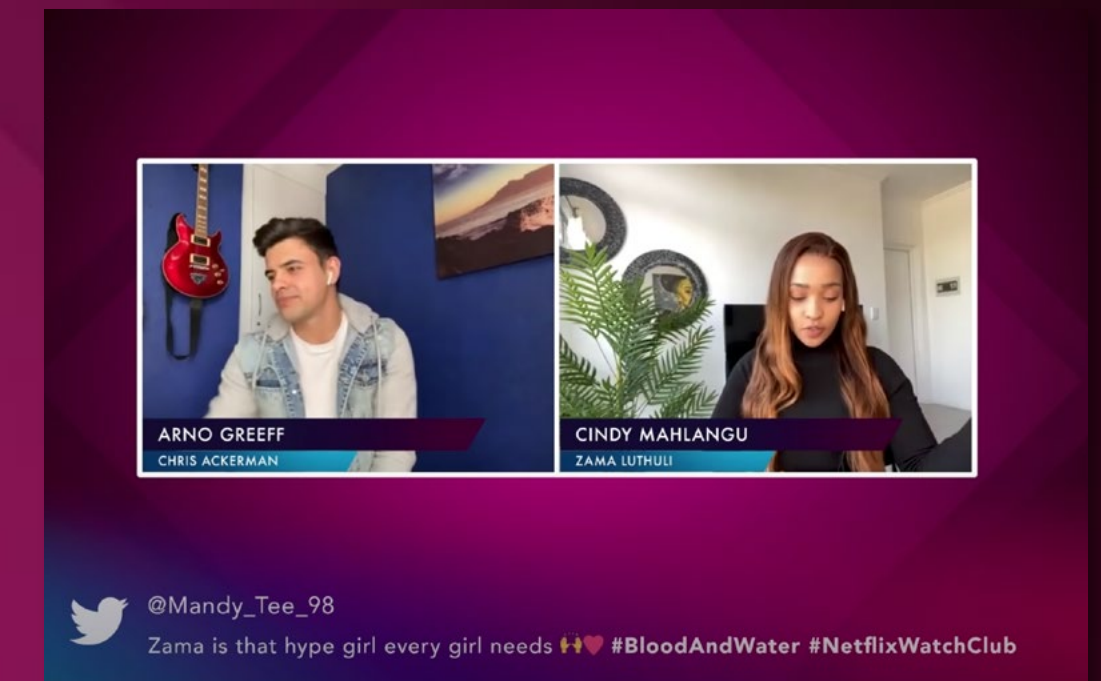 ARNO GREEFF
CHRIS ACKERMAN
CINDY MAHLANGU
ZAMA LUTHULI
@Mandy_Tee_98
Zama is that hype girl every girl needs 🙌❤️ #BloodAndWater #NetflixWatchClub